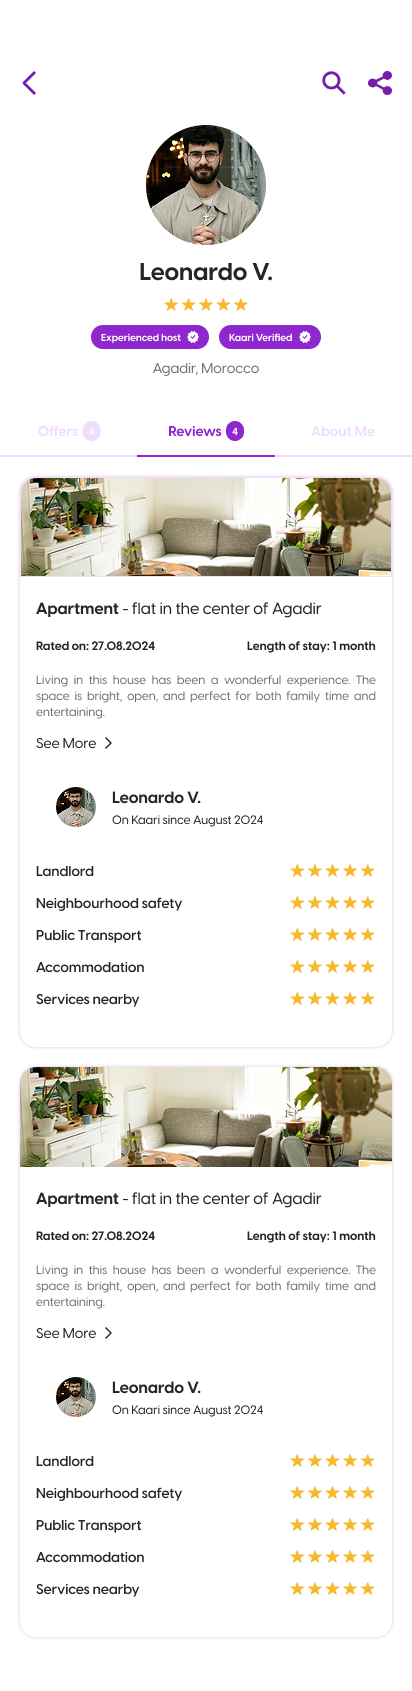 Leonardo V.
Experienced host
Kaari Verified
Agadir, Morocco
Offers 4
Reviews 4
About Me
Apartment - flat in the center of Agadir
Rated on: 27.08.2024
Length of stay: 1 month
Living in this house has been a wonderful experience. The
space is bright, open, and perfect for both family time and
entertaining.
See More
Leonardo V.
On Kaari since August 2024
Landlord
Neighbourhood safety
Public Transport
Accommodation
Services nearby
Apartment - flat in the center of Agadir
Rated on: 27.08.2024
Length of stay: 1 month
Living in this house has been a wonderful experience. The
space is bright, open, and perfect for both family time and
entertaining.
See More
Leonardo V.
On Kaari since August 2024
Landlord
Neighbourhood safety
Public Transport
Accommodation
Services nearby